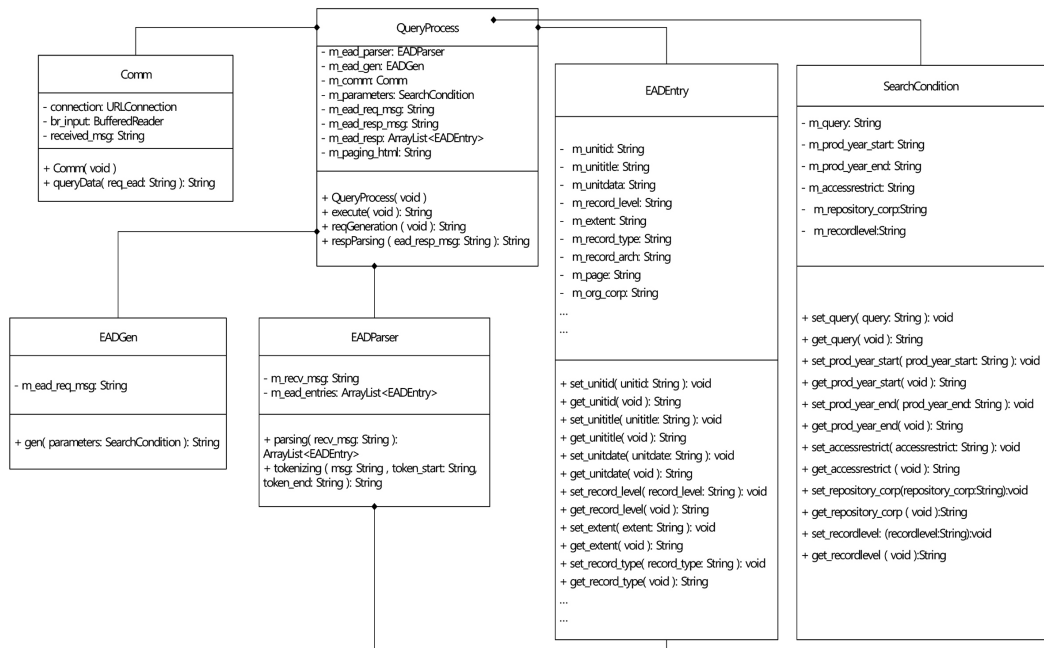 QueryProcess
- m_ead_parser: EADParser
- m_ead_gen: EADGen
- m_comm: Comm
- m_parameters: SearchCondition
- m_ead_req_msg: String
- m_ead_resp_msg: String
- m_ead_resp: ArrayList<EADEntry>
- m_paging_html: String
+ QueryProcess( void )
+ execute( void ): String
+ reqGeneration ( void ): String
+ respParsing ( ead_resp_msg: String ): String
Comm
- connection: URLConnection
- br_input: BufferedReader
- received_msg: String
+ Comm( void )
+ queryData( req_ead: String ): String
EADEntry
- m_unitid: String
- m_unititle: String
- m_unitdata: String
- m_record_level: String
- m_extent: String
- m_record_type: String
- m_record_arch: String
- m_page: String
- m_org_corp: String
...
...
+ set_unitid( unitid: String ): void
+ get_unitid( void ): String
+ set_unititle( unititle: String ): void
+ get_unititle( void ): String
+ set_unitdate( unitdate: String ): void
+ get_unitdate( void ): String
+ set_record_level( record_level: String ): void
+ get_record_level( void ): String
+ set_extent( extent: String ): void
+ get_extent( void ): String
+ set_record_type( record_type: String ): void
+ get_record_type( void ): String
...
...
SearchCondition
- m_query: String
- m_prod_year_start: String
- m_prod_year_end: String
- m_accessrestrict: String
- m_repository_corp:String
- m_recordlevel:String
+ set_query( query: String ): void
+ get_query( void ): String
+ set_prod_year_start( prod_year_start: String ): void
+ get_prod_year_start( void ): String
+ set_prod_year_end( prod_year_end: String ): void
+ get_prod_year_end( void ): String
+ set_accessrestrict( accessrestrict: String ): void
+ get_accessrestrict ( void ): String
+ set_repository_corp(repository_corp:String):void
+ get_repository_corp ( void ):String
+ set_recordlevel: (recordlevel:String):void
+ get_recordlevel ( void ):String
EADGen
- m_ead_req_msg: String
+ gen( parameters: SearchCondition ): String
EADParser
- m_recv_msg: String
- m_ead_entries: ArrayList<EADEntry>
+ parsing( recv_msg: String ):
ArrayList<EADEntry>
+ tokenizing ( msg: String , token_start: String,
token_end: String ): String